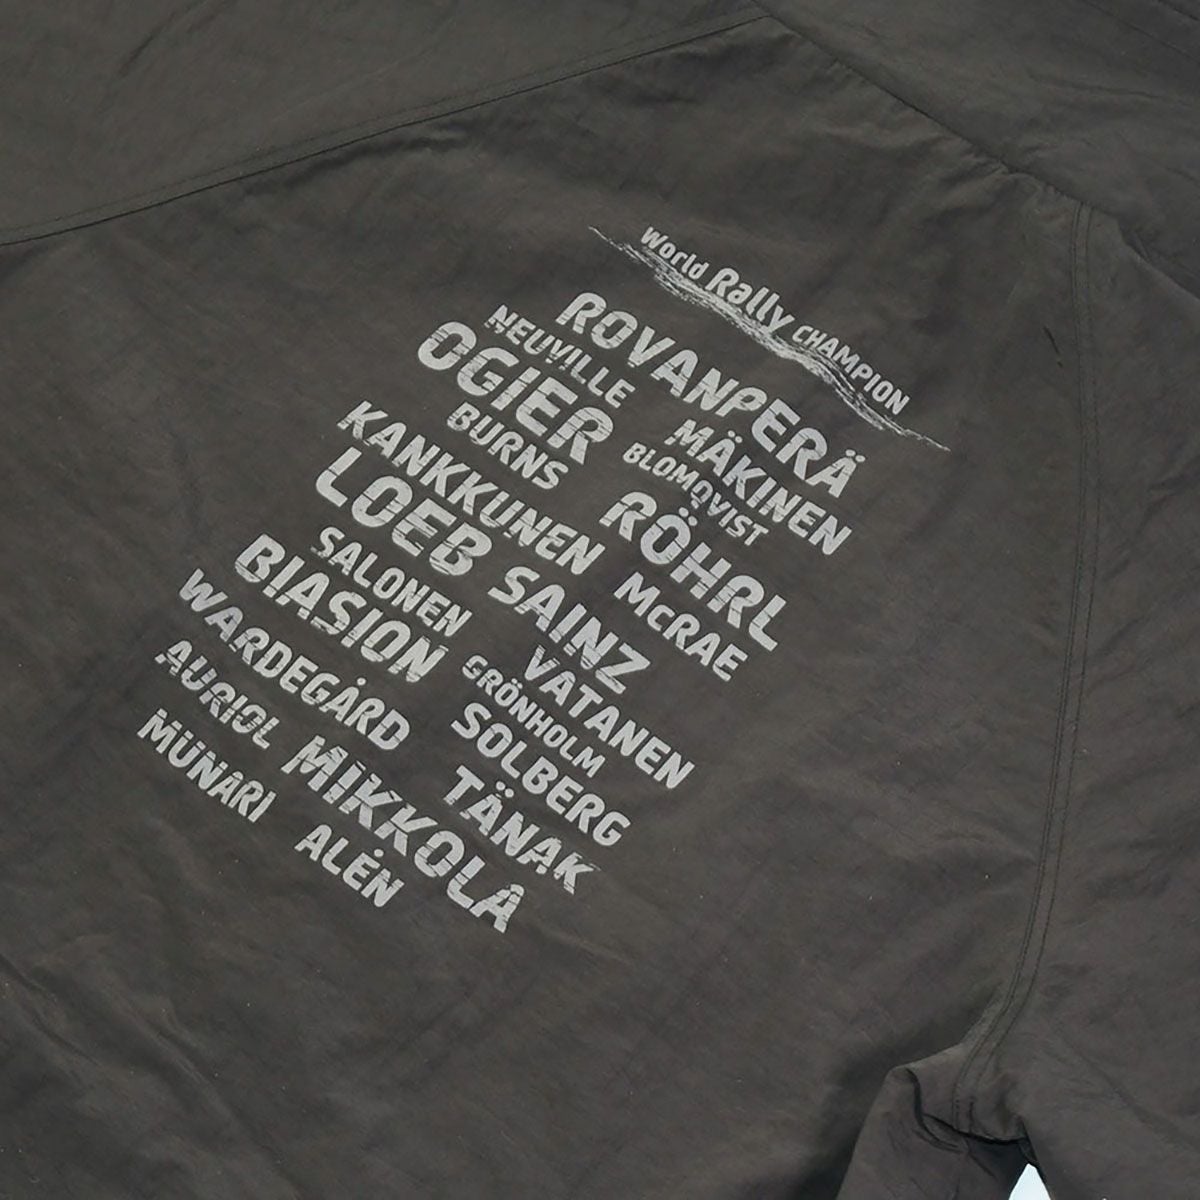 World Rally CHAMPION
ROVANPERÄ
NEUVILLE
OGIER MÄKINEN
BURNS BLOMQVIST
KANKKUNEN RÖHRL
LOEB McRAE
SALONEN SAINZ
BIASION VATANEN
WARDEGÅRD GRÖNHOLM
AURIOL SOLBERG
MÜNARI MIKKOLA TÄNAK
ALÉN